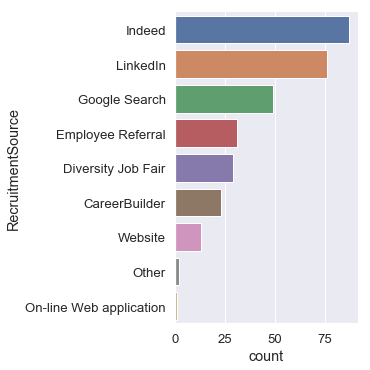 RecruitmentSource
Indeed
LinkedIn
Google Search
Employee Referral
Diversity Job Fair
CareerBuilder
Website
Other
On-line Web application
0 25 50 75
count